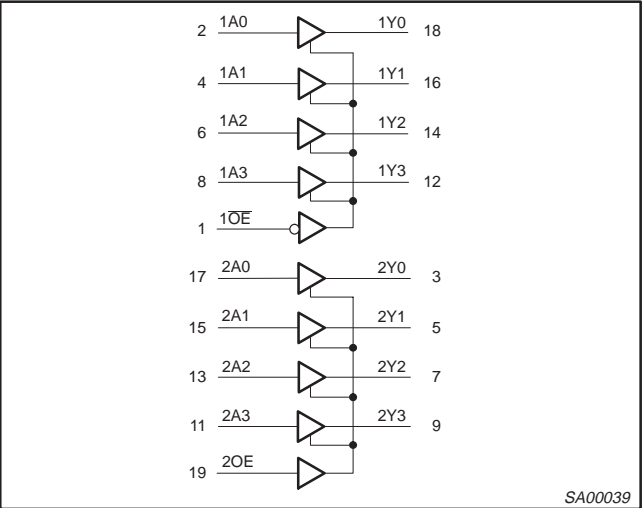 2 1A0 1Y0 18
4 1A1 1Y1 16
6 1A2 1Y2 14
8 1A3 1Y3 12
1 1O̅E̅
17 2A0 2Y0 3
15 2A1 2Y1 5
13 2A2 2Y2 7
11 2A3 2Y3 9
19 2OE
SA00039